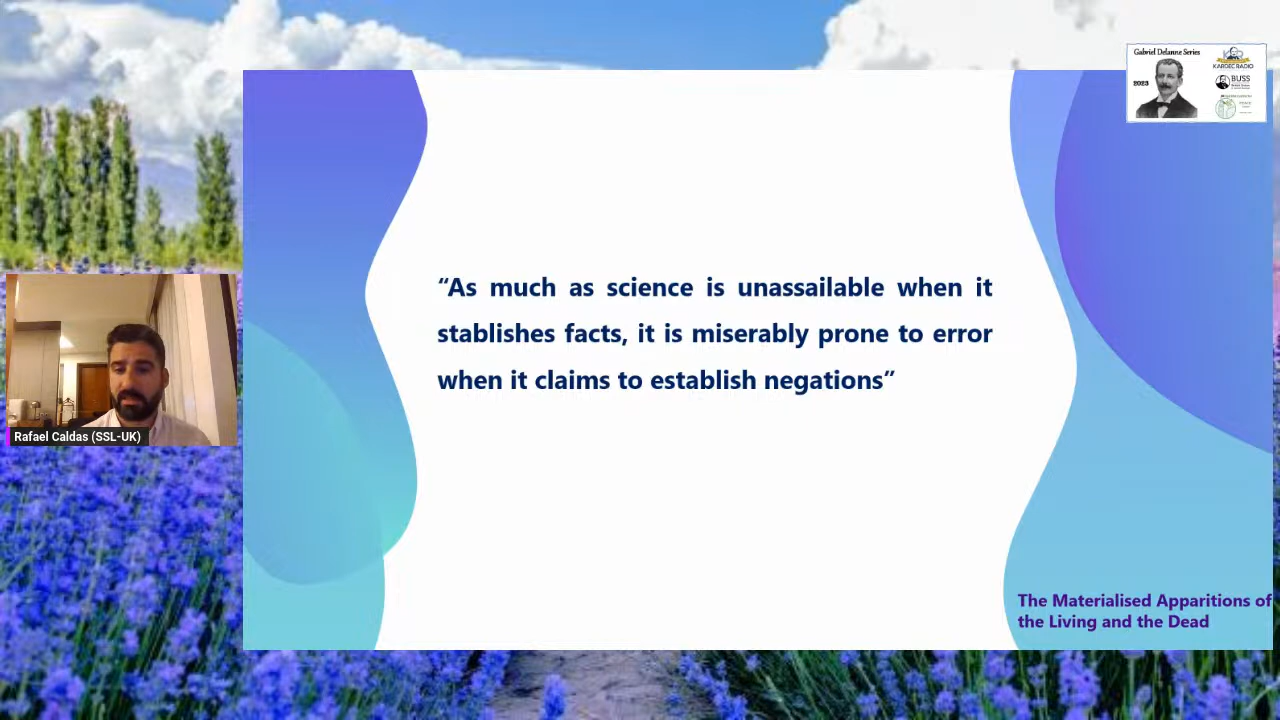 Gabriel Delanne Series
2023
KARDEC RADIO
BUSS
“As much as science is unassailable when it
stablishes facts, it is miserably prone to error
when it claims to establish negations”
Rafael Caldas (SSL-UK)
The Materialised Apparitions of
the Living and the Dead